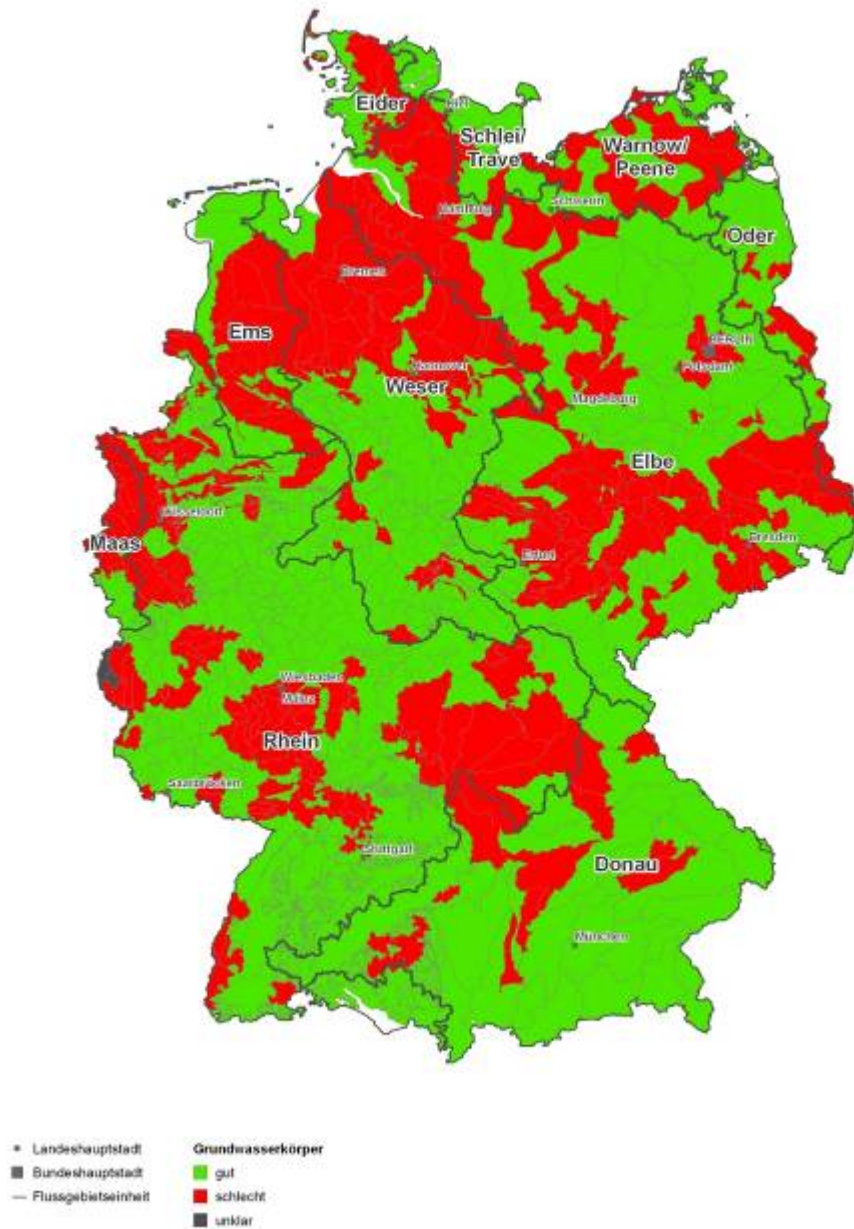 Eider
Kiel
Schlei/
Trave
Warnow/
Peene
Hamburg
Schwerin
Oder
Bremen
Ems
BERLIN
Hannover
Potsdam
Weser
Magdeburg
Elbe
Düsseldorf
Maas
Dresden
Erfurt
Wiesbaden
Mainz
Rhein
Saarbrücken
Stuttgart
Donau
München
Landeshauptstadt
Bundeshauptstadt
Flussgebietseinheit
Grundwasserkörper
gut
schlecht
unklar